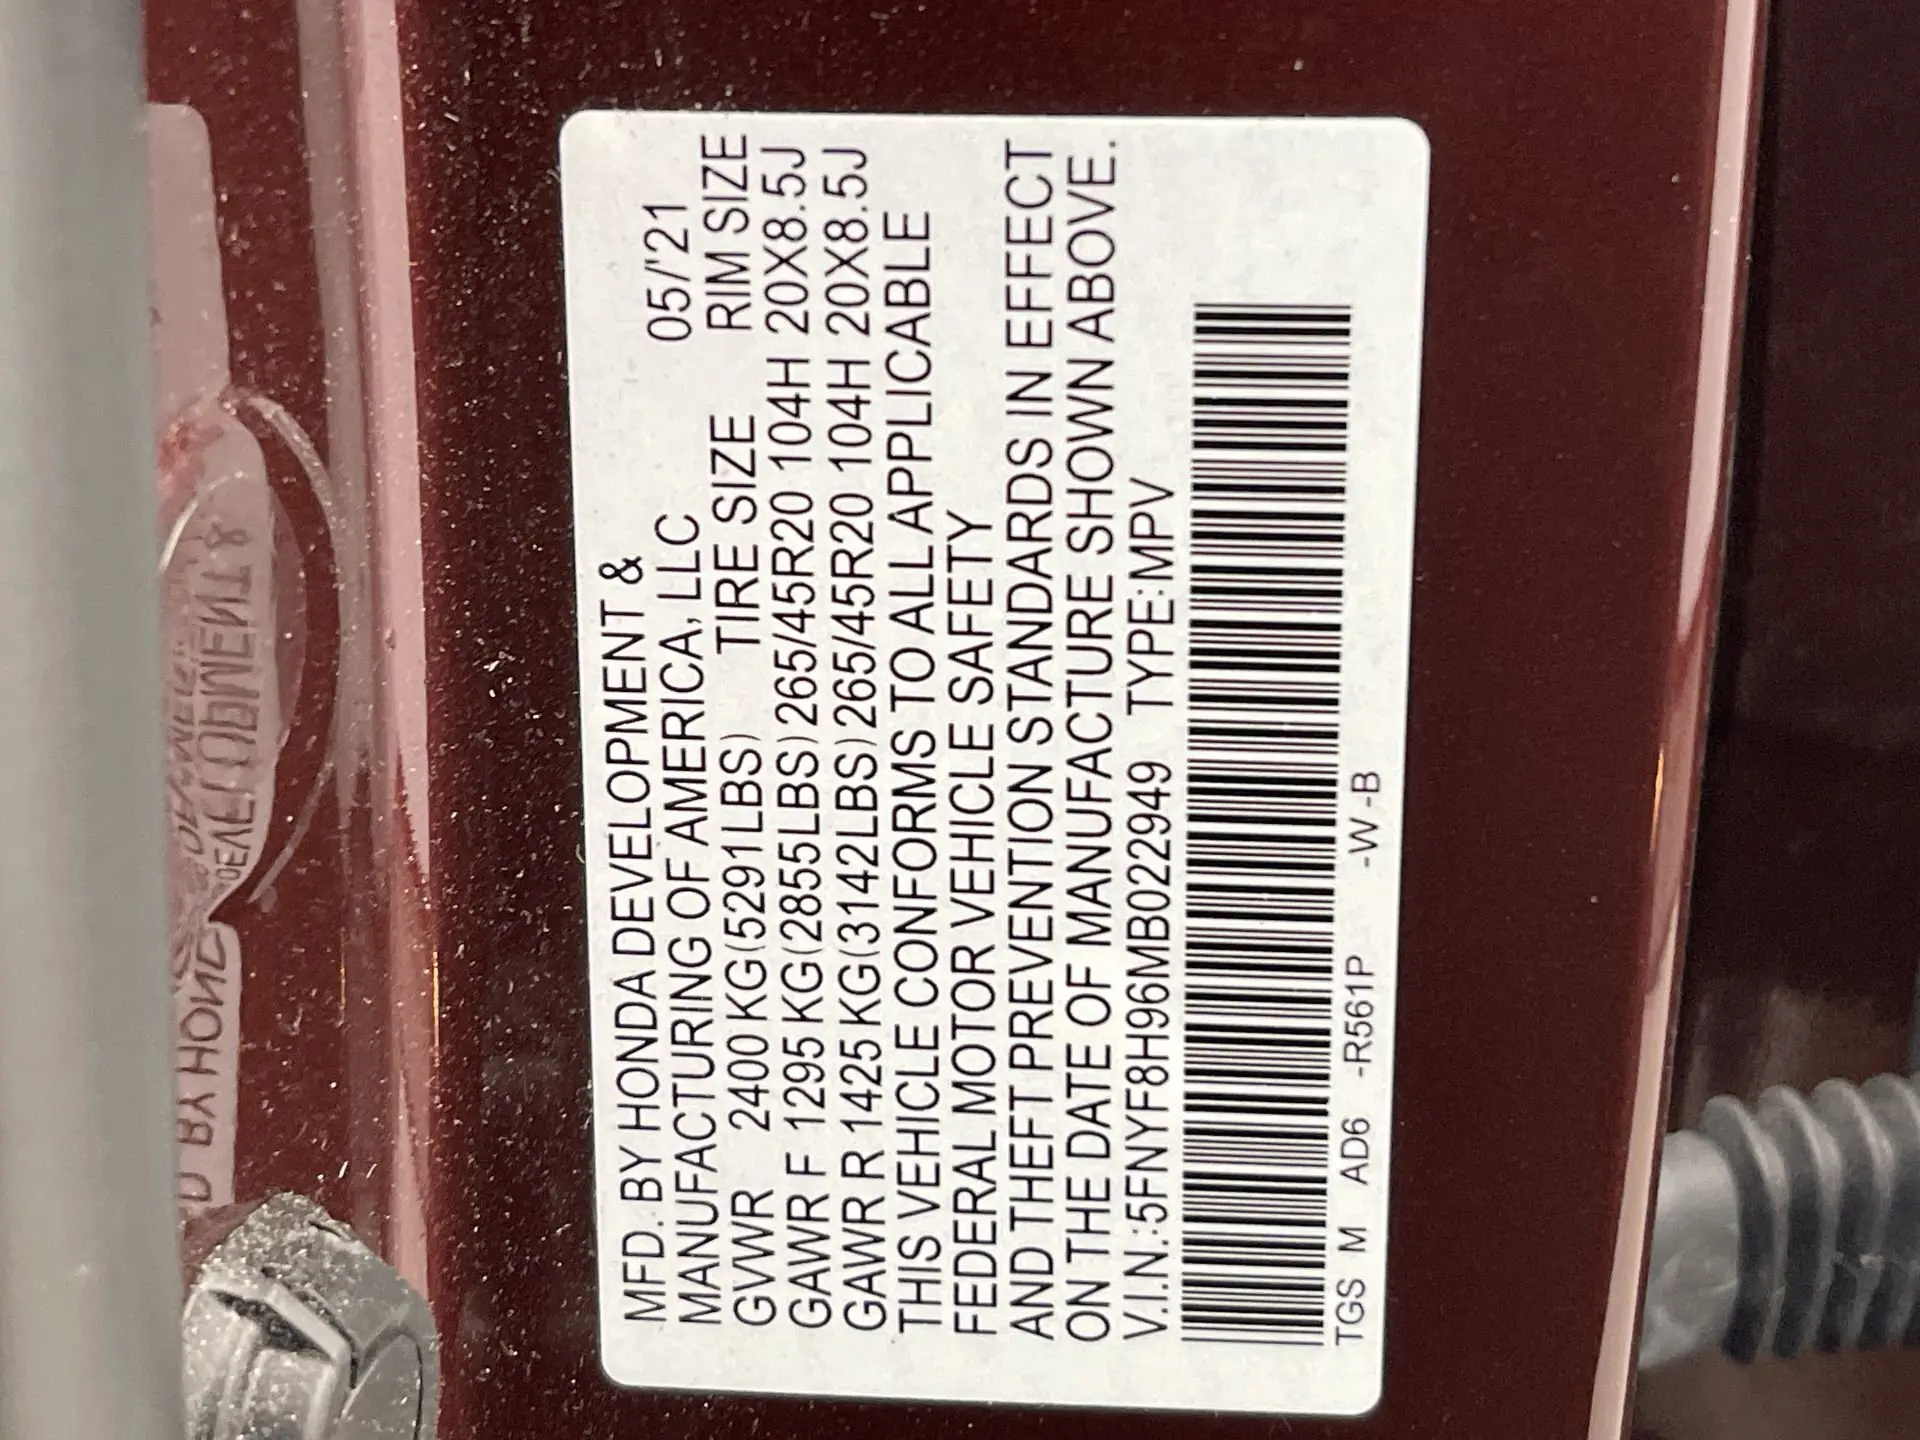 MFD. BY HONDA DEVELOPMENT &
MANUFACTURING OF AMERICA, LLC 05/'21
GVWR 2400 KG(5291LBS) TIRE SIZE RIM SIZE
GAWR F 1295 KG(2855LBS) 265/45R20 104H 20X8.5J
GAWR R 1425 KG(3142LBS) 265/45R20 104H 20X8.5J
THIS VEHICLE CONFORMS TO ALL APPLICABLE
FEDERAL MOTOR VEHICLE SAFETY
AND THEFT PREVENTION STANDARDS IN EFFECT
ON THE DATE OF MANUFACTURE SHOWN ABOVE.
V.I.N.:5FNYF8H96MB022949 TYPE:MPV
TGS M AD6 -R561P -W -B